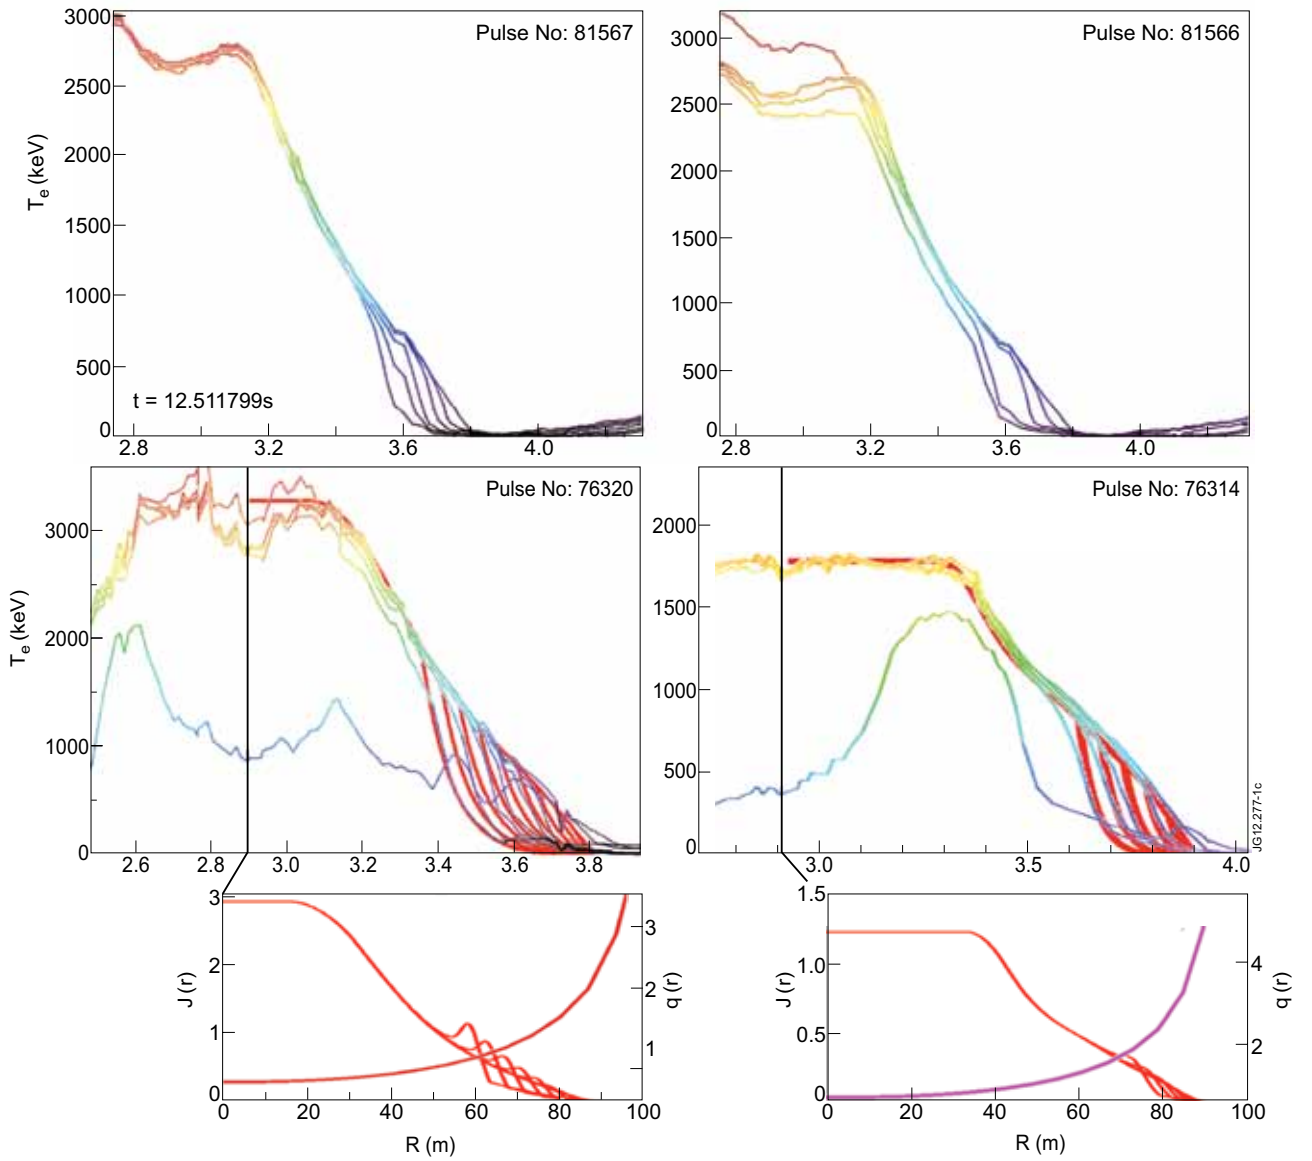 Pulse No: 81567
3000
2500
2000
1500
1000
500
0
T_e (keV)
t = 12.511799s
2.8 3.2 3.6 4.0
Pulse No: 81566
3000
2500
2000
1500
1000
500
0
2.8 3.2 3.6 4.0
Pulse No: 76320
3000
2000
1000
0
T_e (keV)
2.6 2.8 3.0 3.2 3.4 3.6 3.8
Pulse No: 76314
2000
1500
1000
500
0
3.0 3.5 4.0
JG12.277-1c
3
2
1
0
J (r)
3
2
1
q (r)
0 20 40 60 80 100
R (m)
1.5
1.0
0.5
0
J (r)
4
2
q (r)
0 20 40 60 80 100
R (m)